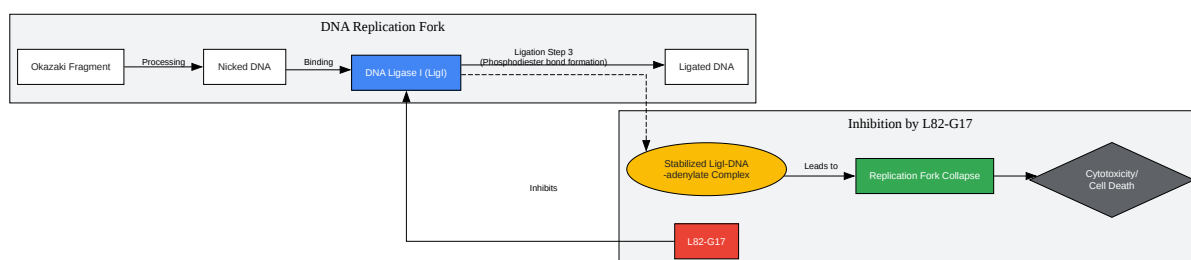 DNA Replication Fork
Okazaki Fragment
Processing
Nicked DNA
Binding
DNA Ligase I (LigI)
Ligation Step 3
(Phosphodiester bond formation)
Ligated DNA
Inhibition by L82-G17
Stabilized LigI-DNA
-adenylate Complex
Leads to
Replication Fork Collapse
Cytotoxicity/
Cell Death
Inhibits
L82-G17